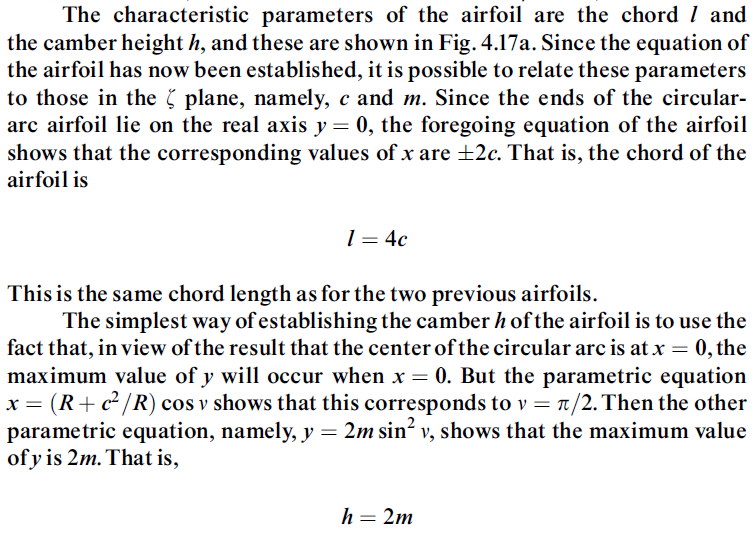 The characteristic parameters of the airfoil are the chord l and
the camber height h, and these are shown in Fig. 4.17a. Since the equation of
the airfoil has now been established, it is possible to relate these parameters
to those in the ζ plane, namely, c and m. Since the ends of the circular-
arc airfoil lie on the real axis y = 0, the foregoing equation of the airfoil
shows that the corresponding values of x are ±2c. That is, the chord of the
airfoil is
l = 4c
This is the same chord length as for the two previous airfoils.
The simplest way of establishing the camber h of the airfoil is to use the
fact that, in view of the result that the center of the circular arc is at x = 0, the
maximum value of y will occur when x = 0. But the parametric equation
x = (R + c²/R) cos ν shows that this corresponds to ν = π/2. Then the other
parametric equation, namely, y = 2m sin² ν, shows that the maximum value
of y is 2m. That is,
h = 2m